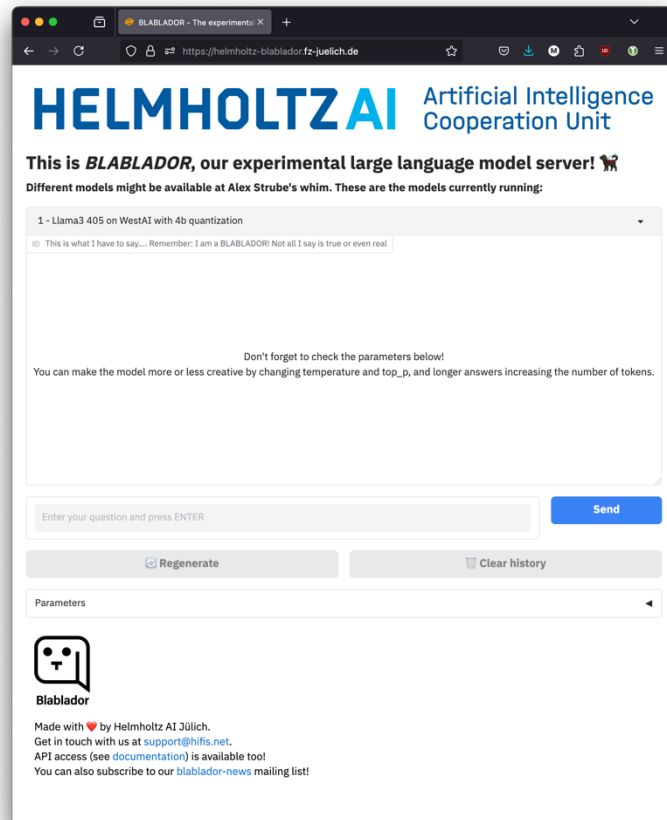 BLABLADOR - The experimental
https://helmholtz-blablador.fz-juelich.de
HELMHOLTZ AI Artificial Intelligence
Cooperation Unit
This is BLABLADOR, our experimental large language model server! 🐈‍⬛
Different models might be available at Alex Strube's whim. These are the models currently running:
1 - Llama3 405 on WestAI with 4b quantization
This is what I have to say.... Remember: I am a BLABLADOR! Not all I say is true or even real
Don't forget to check the parameters below!
You can make the model more or less creative by changing temperature and top_p, and longer answers increasing the number of tokens.
Enter your question and press ENTER
Send
Regenerate
Clear history
Parameters
Blablador
Made with ❤️ by Helmholtz AI Jülich.
Get in touch with us at support@hifis.net.
API access (see documentation) is available too!
You can also subscribe to our blablador-news mailing list!